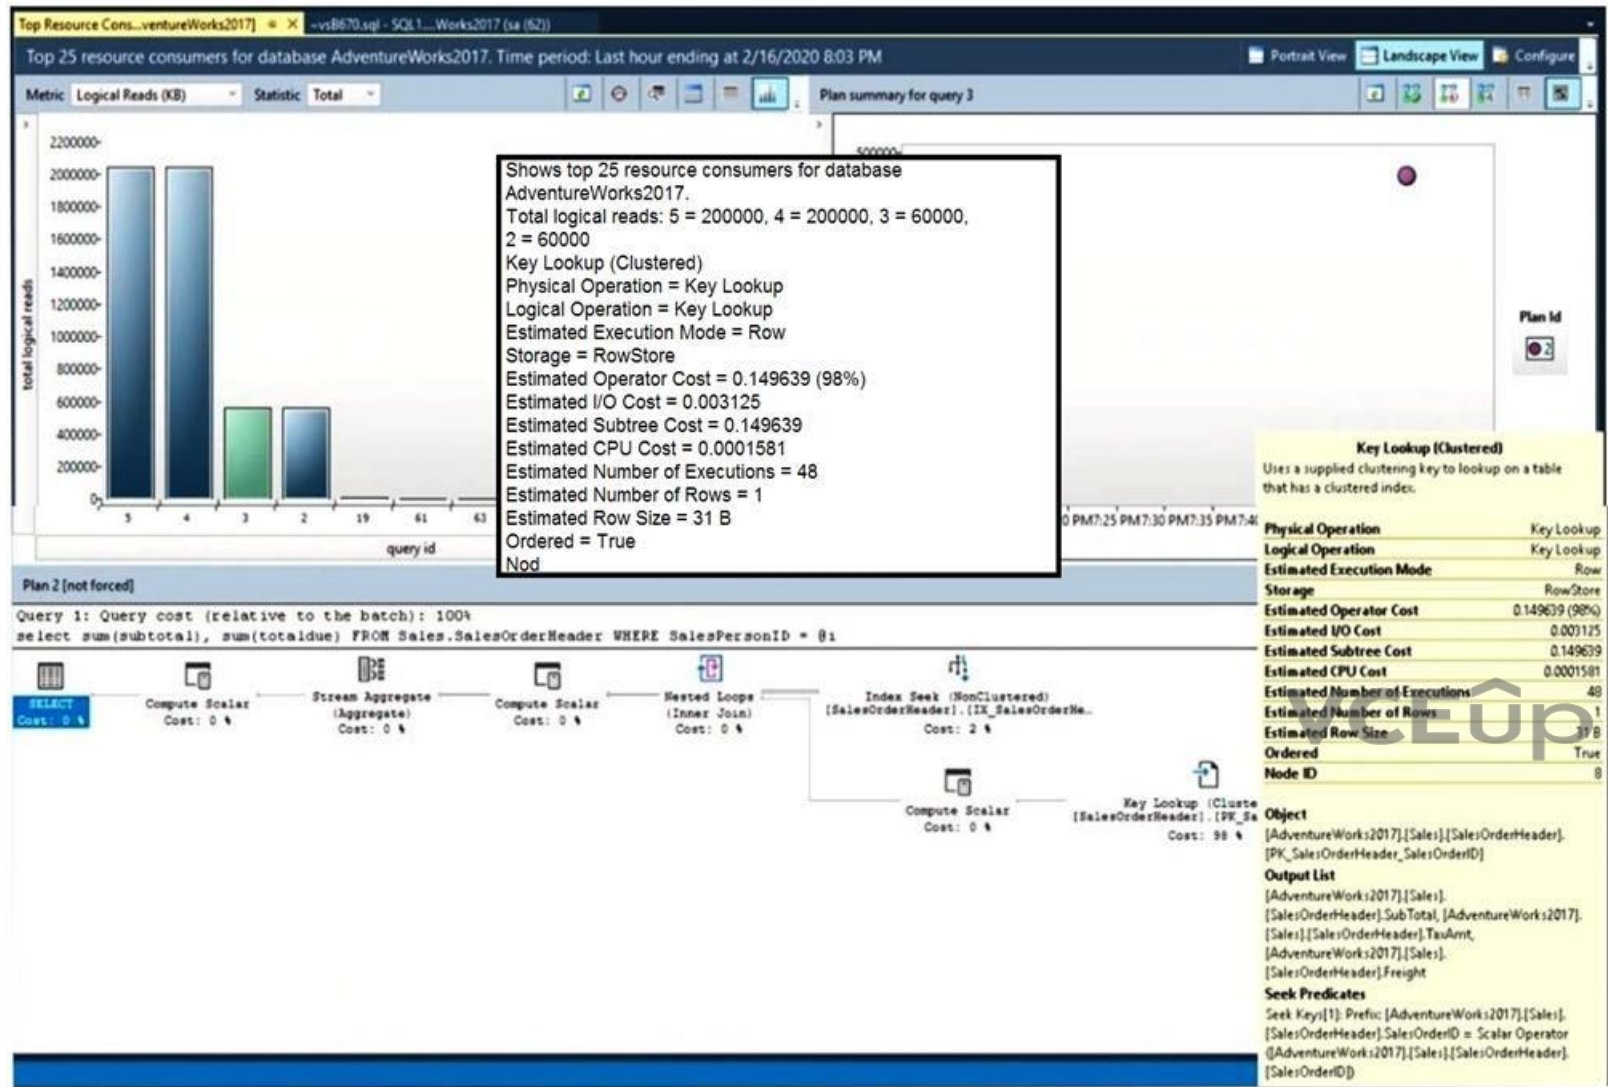 Top Resource Cons...ventureWorks2017]
~vsB670.sql - SQL1....Works2017 (sa (62))
Top 25 resource consumers for database AdventureWorks2017. Time period: Last hour ending at 2/16/2020 8:03 PM
Portrait View
Landscape View
Configure
Metric Logical Reads (KB)
Statistic Total
Plan summary for query 3
2200000
2000000
1800000
1600000
1400000
1200000
1000000
800000
600000
400000
200000
0
total logical reads
5 4 3 2 19 61 63
query id
500000
Shows top 25 resource consumers for database
AdventureWorks2017.
Total logical reads: 5 = 200000, 4 = 200000, 3 = 60000,
2 = 60000
Key Lookup (Clustered)
Physical Operation = Key Lookup
Logical Operation = Key Lookup
Estimated Execution Mode = Row
Storage = RowStore
Estimated Operator Cost = 0.149639 (98%)
Estimated I/O Cost = 0.003125
Estimated Subtree Cost = 0.149639
Estimated CPU Cost = 0.0001581
Estimated Number of Executions = 48
Estimated Number of Rows = 1
Estimated Row Size = 31 B
Ordered = True
Nod
Plan Id
2
0 PM 7:25 PM 7:30 PM 7:35 PM 7:40
Plan 2 [not forced]
Query 1: Query cost (relative to the batch): 100%
select sum(subtotal), sum(totaldue) FROM Sales.SalesOrderHeader WHERE SalesPersonID = @i
SELECT
Cost: 0 %
Compute Scalar
Cost: 0 %
Stream Aggregate
(Aggregate)
Cost: 0 %
Compute Scalar
Cost: 0 %
Nested Loops
(Inner Join)
Cost: 0 %
Index Seek (NonClustered)
[SalesOrderHeader].[IX_SalesOrderHe…
Cost: 2 %
Compute Scalar
Cost: 0 %
Key Lookup (Cluste
[SalesOrderHeader].[PK_Sa
Cost: 98 %
Key Lookup (Clustered)
Uses a supplied clustering key to lookup on a table
that has a clustered index.
Physical Operation Key Lookup
Logical Operation Key Lookup
Estimated Execution Mode Row
Storage RowStore
Estimated Operator Cost 0.149639 (98%)
Estimated I/O Cost 0.003125
Estimated Subtree Cost 0.149639
Estimated CPU Cost 0.0001581
Estimated Number of Executions 48
Estimated Number of Rows 1
Estimated Row Size 31 B
Ordered True
Node ID 8
VCEÛp
Object
[AdventureWorks2017].[Sales].[SalesOrderHeader].
[PK_SalesOrderHeader_SalesOrderID]
Output List
[AdventureWorks2017].[Sales].
[SalesOrderHeader].SubTotal, [AdventureWorks2017].
[Sales].[SalesOrderHeader].TaxAmt,
[AdventureWorks2017].[Sales].
[SalesOrderHeader].Freight
Seek Predicates
Seek Keys[1]: Prefix: [AdventureWorks2017].[Sales].
[SalesOrderHeader].SalesOrderID = Scalar Operator
([AdventureWorks2017].[Sales].[SalesOrderHeader].
[SalesOrderID])